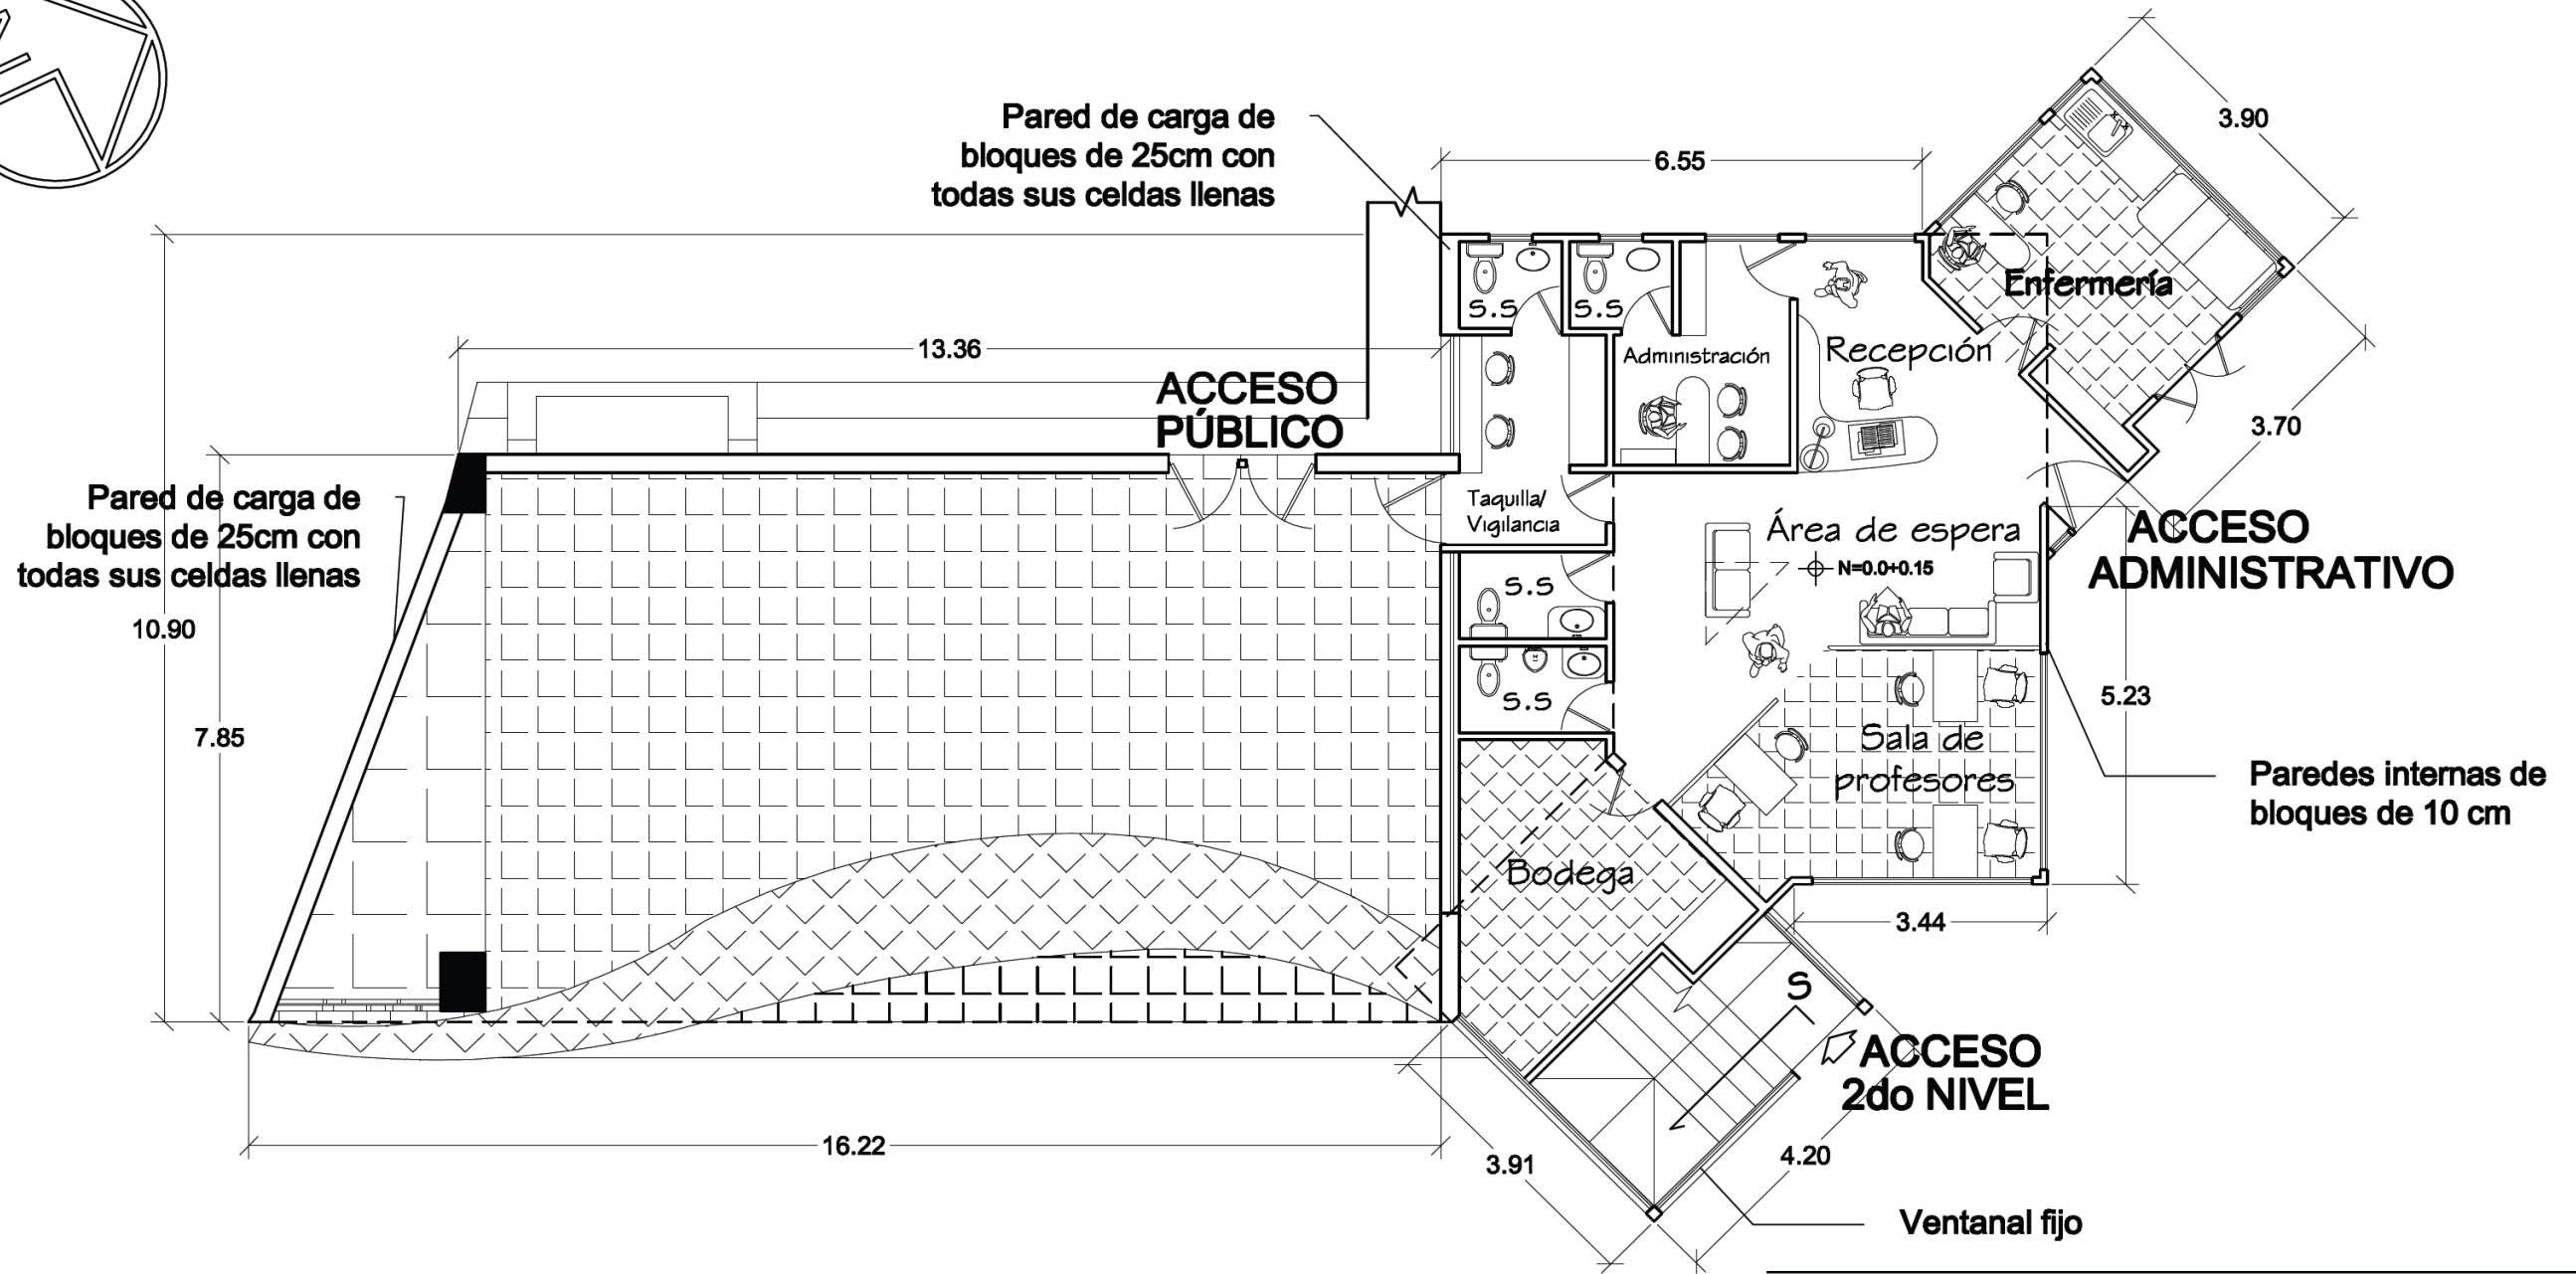 3.90
Pared de carga de
bloques de 25cm con
todas sus celdas llenas
6.55
Enfermería
S.S
S.S
13.36
Administración
Recepción
ACCESO
PÚBLICO
3.70
Pared de carga de
bloques de 25cm con
todas sus celdas llenas
Taquilla/
Vigilancia
Área de espera
N=0.0+0.15
ACCESO
ADMINISTRATIVO
S.S
10.90
S.S
5.23
7.85
Sala de
profesores
Paredes internas de
bloques de 10 cm
Bodega
3.44
S
ACCESO
2do NIVEL
16.22
3.91
4.20
Ventanal fijo